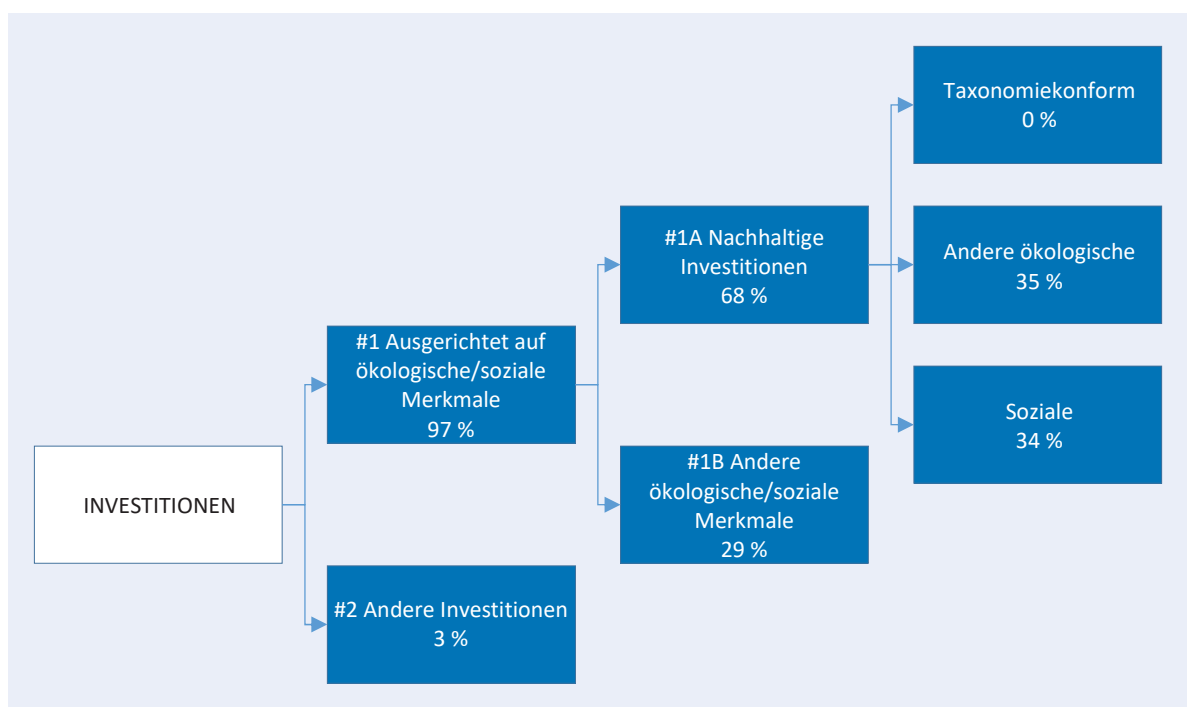 INVESTITIONEN
#1 Ausgerichtet auf
ökologische/soziale
Merkmale
97 %
#2 Andere Investitionen
3 %
#1A Nachhaltige
Investitionen
68 %
#1B Andere
ökologische/soziale
Merkmale
29 %
Taxonomiekonform
0 %
Andere ökologische
35 %
Soziale
34 %